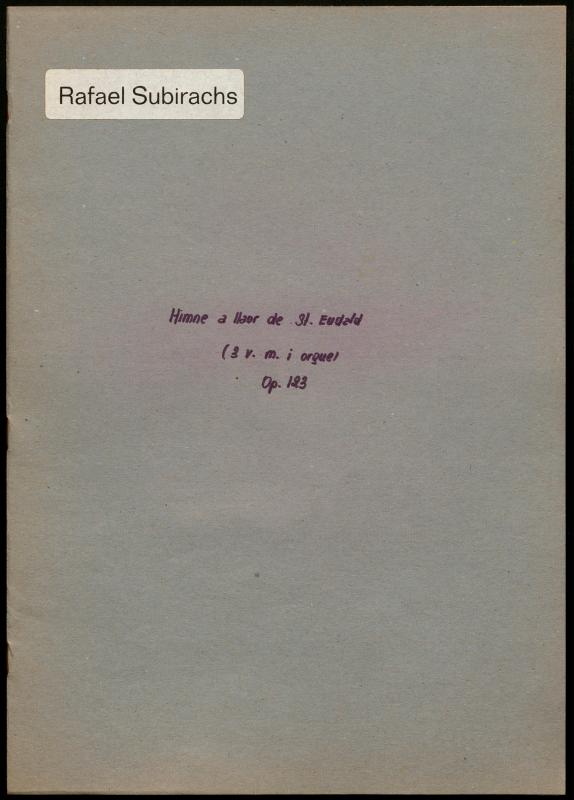 Rafael Subirachs
Himne a llaor de St. Eudald
(3 v. m. i orgue)
Op. 123